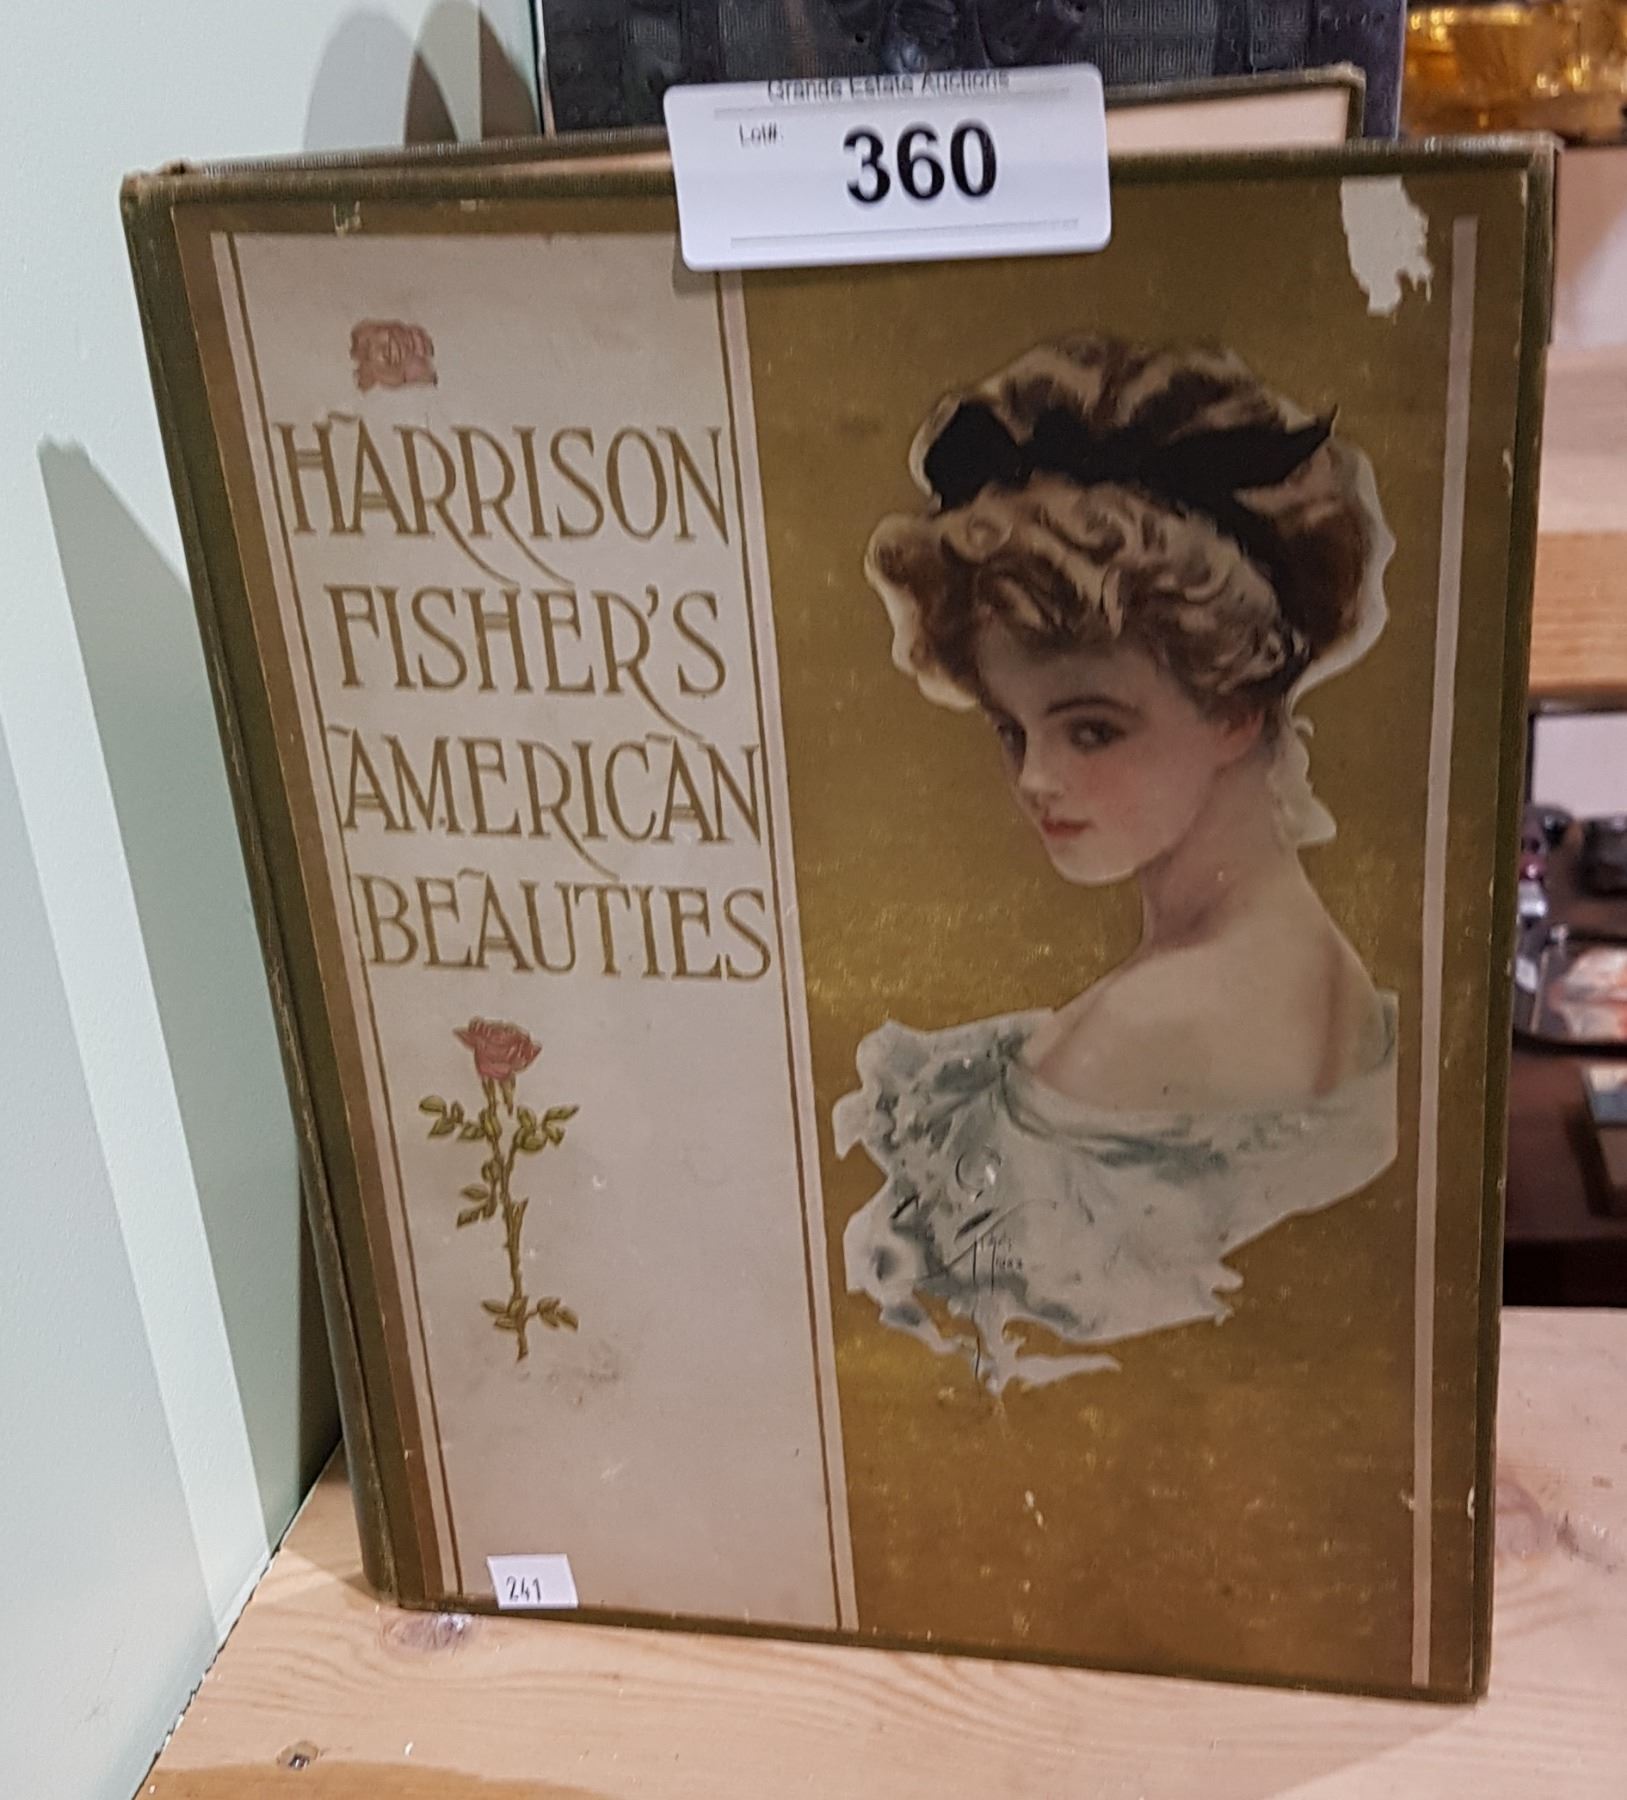 Grande Estate Auctions
Lot#:
360
HARRISON
FISHER'S
AMERICAN
BEAUTIES
241